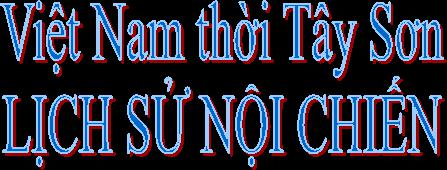 Việt Nam thời Tây Sơn
LỊCH SỬ NỘI CHIẾN